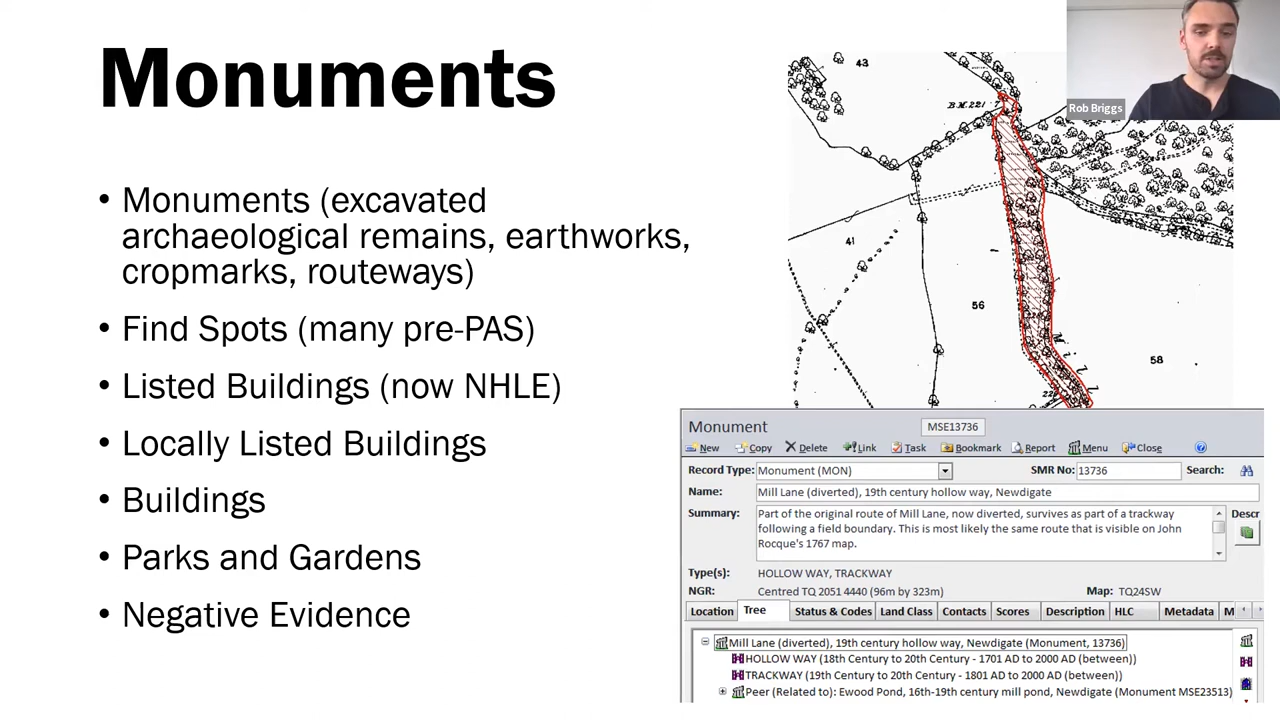 Monuments
• Monuments (excavated
archaeological remains, earthworks,
cropmarks, routeways)
• Find Spots (many pre-PAS)
• Listed Buildings (now NHLE)
• Locally Listed Buildings
• Buildings
• Parks and Gardens
• Negative Evidence
43
B.M. 221·7
41
56
58
Mill
Rob Briggs
Monument MSE13736
New Copy Delete Link Task Bookmark Report Menu Close
Record Type: Monument (MON) SMR No: 13736 Search:
Name: Mill Lane (diverted), 19th century hollow way, Newdigate
Summary: Part of the original route of Mill Lane, now diverted, survives as part of a trackway Descr
following a field boundary. This is most likely the same route that is visible on John
Rocque's 1767 map.
Type(s): HOLLOW WAY, TRACKWAY
NGR: Centred TQ 2051 4440 (96m by 323m) Map: TQ24SW
Location Tree Status & Codes Land Class Contacts Scores Description HLC Metadata M
Mill Lane (diverted), 19th century hollow way, Newdigate (Monument, 13736)
HOLLOW WAY (18th Century to 20th Century - 1701 AD to 2000 AD (between))
TRACKWAY (19th Century to 20th Century - 1801 AD to 2000 AD (between))
Peer (Related to): Ewood Pond, 16th-19th century mill pond, Newdigate (Monument MSE23513)